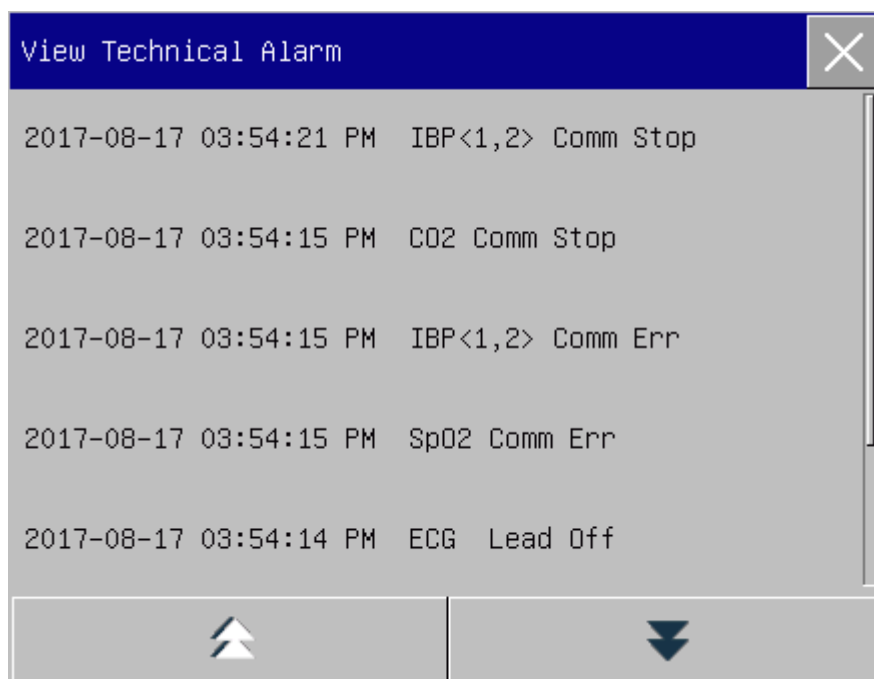 View Technical Alarm
2017-08-17 03:54:21 PM IBP<1,2> Comm Stop
2017-08-17 03:54:15 PM CO2 Comm Stop
2017-08-17 03:54:15 PM IBP<1,2> Comm Err
2017-08-17 03:54:15 PM SpO2 Comm Err
2017-08-17 03:54:14 PM ECG Lead Off